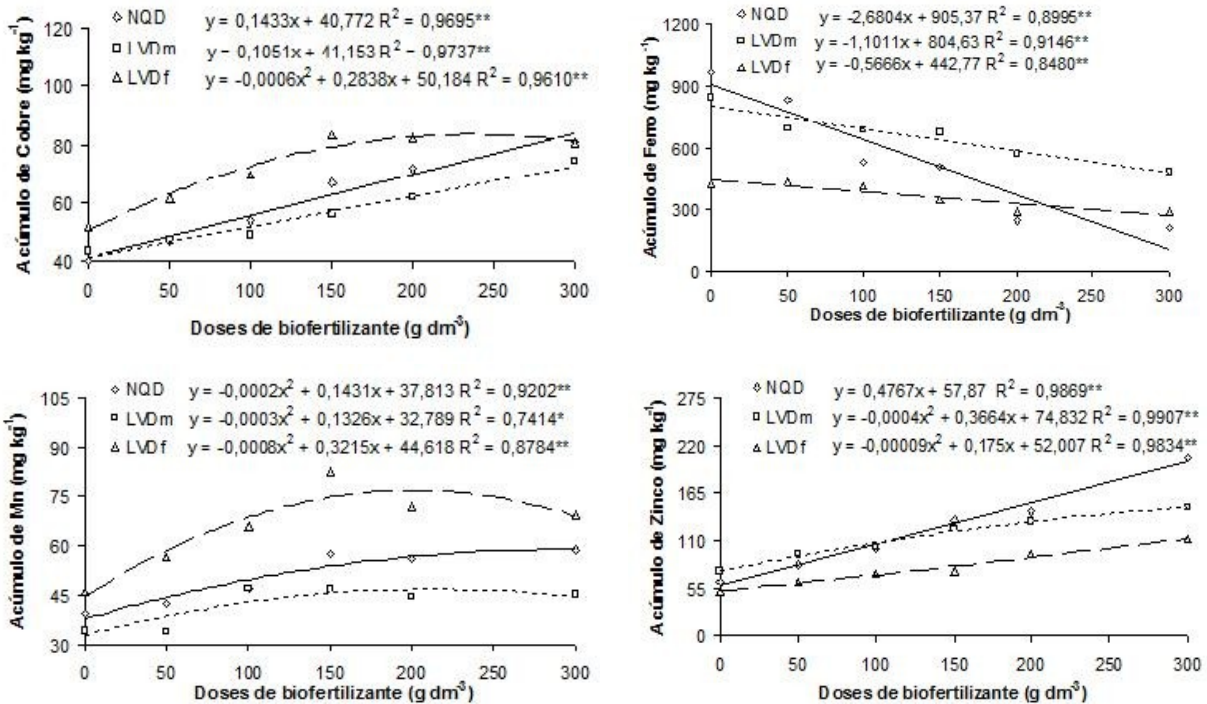 Acúmulo de Cobre (mg kg⁻¹)
◊ NQD y = 0,1433x + 40,772 R² = 0,9695**
□ LVDm y = 0,1051x + 41,153 R² = 0,9737**
△ LVDf y = -0,0006x² + 0,2838x + 50,184 R² = 0,9610**
120
100
80
60
40
0 50 100 150 200 250 300
Doses de biofertilizante (g dm⁻³)
Acúmulo de Ferro (mg kg⁻¹)
◊ NQD y = -2,6804x + 905,37 R² = 0,8995**
□ LVDm y = -1,1011x + 804,63 R² = 0,9146**
△ LVDf y = -0,5666x + 442,77 R² = 0,8480**
1200
900
600
300
0
0 50 100 150 200 250 300
Doses de biofertilizante (g dm⁻³)
Acúmulo de Mn (mg kg⁻¹)
◊ NQD y = -0,0002x² + 0,1431x + 37,813 R² = 0,9202**
□ LVDm y = -0,0003x² + 0,1326x + 32,789 R² = 0,7414*
△ LVDf y = -0,0008x² + 0,3215x + 44,618 R² = 0,8784**
105
90
75
60
45
30
0 50 100 150 200 250 300
Doses de biofertilizante (g dm⁻³)
Acúmulo de Zinco (mg kg⁻¹)
◊ NQD y = 0,4767x + 57,87 R² = 0,9869**
□ LVDm y = -0,0004x² + 0,3664x + 74,832 R² = 0,9907**
△ LVDf y = -0,00009x² + 0,175x + 52,007 R² = 0,9834**
275
220
165
110
55
0
0 50 100 150 200 250 300
Doses de biofertilizante (g dm⁻³)